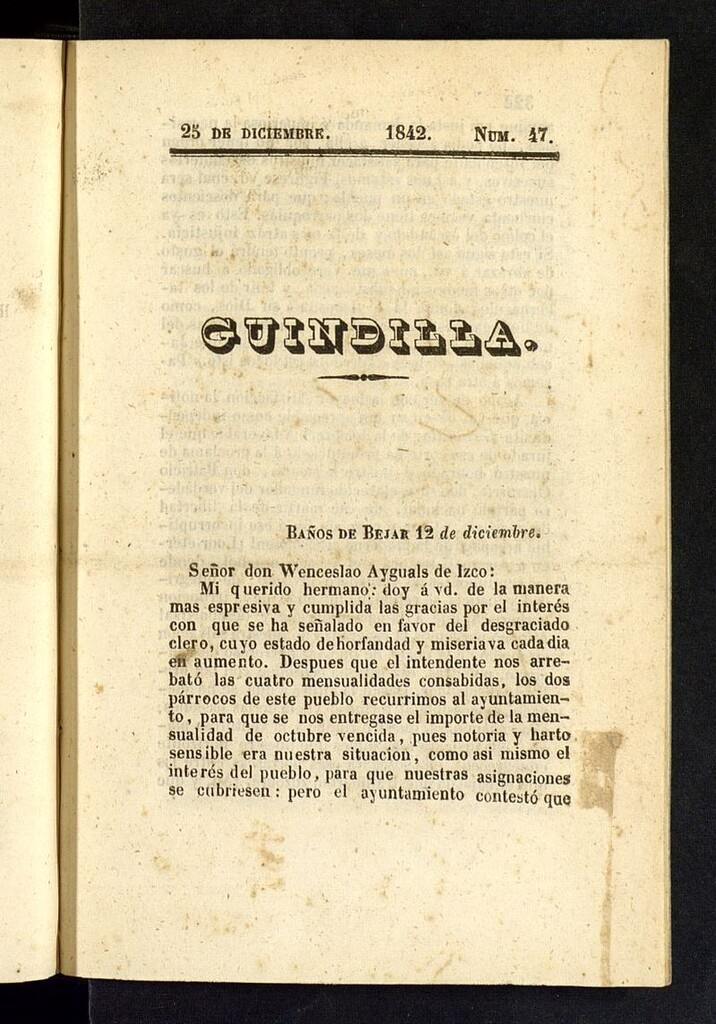 25 DE DICIEMBRE. 1842. NUM. 47.
GUINDILLA.
BAÑOS DE BEJAR 12 de diciembre.
Señor don Wenceslao Ayguals de Izco:
Mi querido hermano: doy á vd. de la manera
mas espresiva y cumplida las gracias por el interés
con que se ha señalado en favor del desgraciado
clero, cuyo estado de horfandad y miseria va cada dia
en aumento. Despues que el intendente nos arre-
bató las cuatro mensualidades consabidas, los dos
párrocos de este pueblo recurrimos al ayuntamien-
to, para que se nos entregase el importe de la men-
sualidad de octubre vencida, pues notoria y harto
sensible era nuestra situacion, como asi mismo el
interés del pueblo, para que nuestras asignaciones
se cubriesen: pero el ayuntamiento contestó que